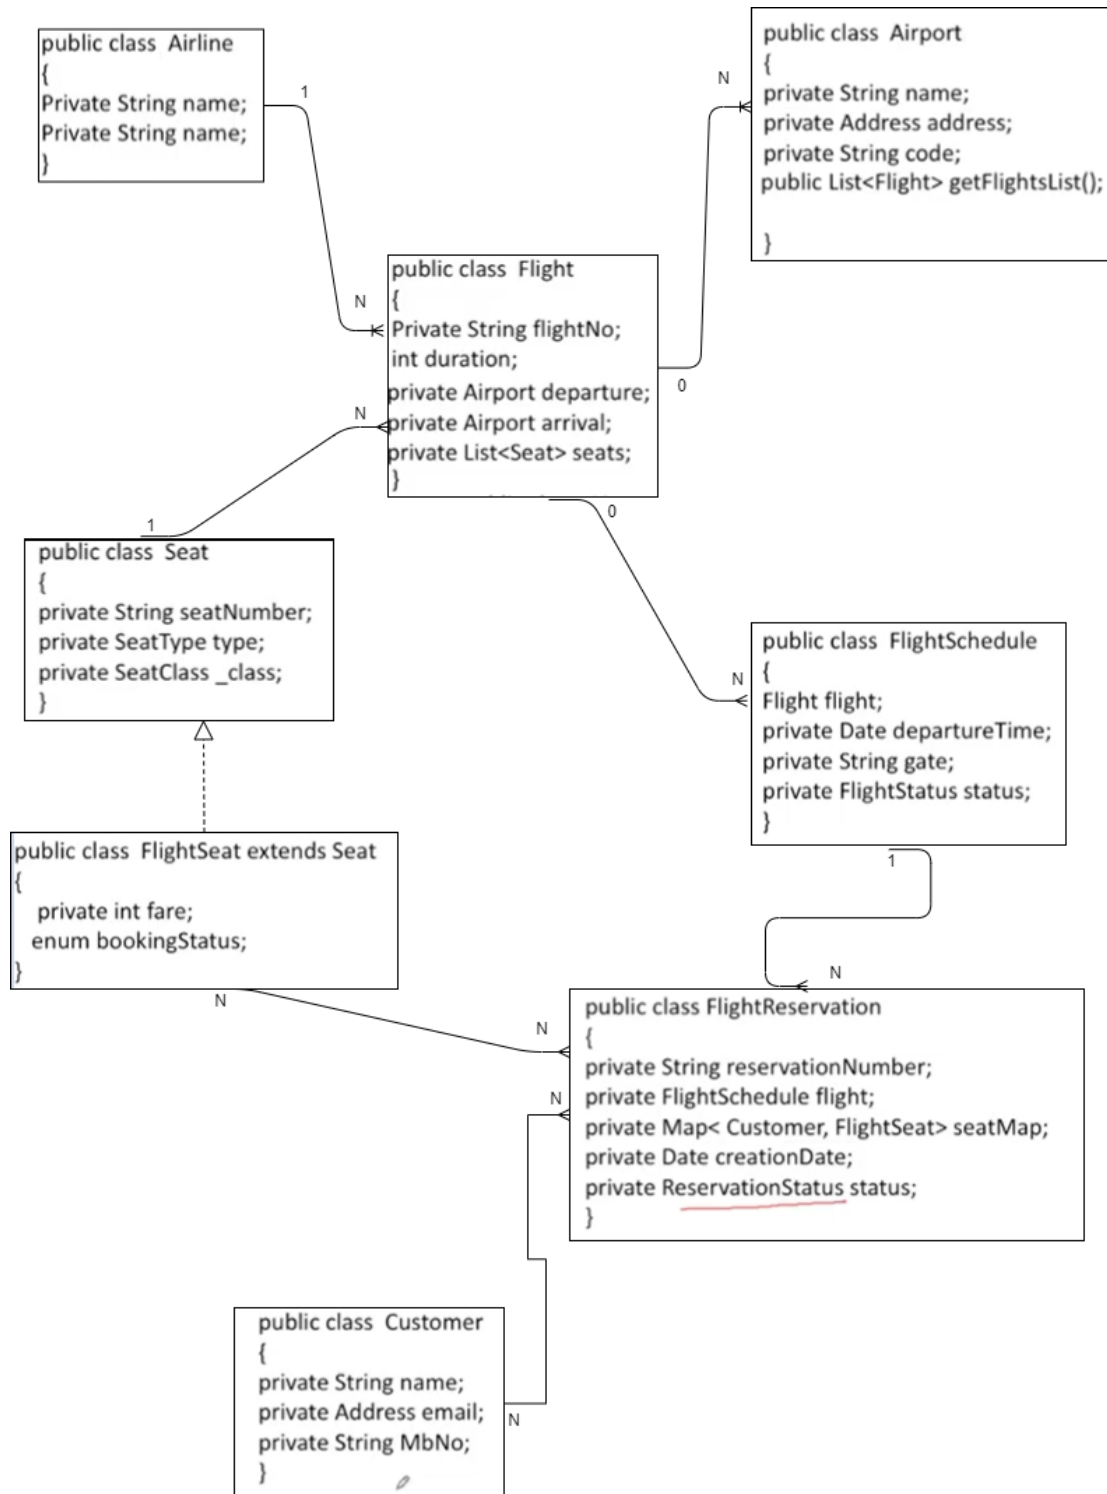 public class Airline
{
Private String name;
Private String name;
}
1
N
public class Airport
{
private String name;
private Address address;
private String code;
public List<Flight> getFlightsList();
}
N
0
public class Flight
{
Private String flightNo;
int duration;
private Airport departure;
private Airport arrival;
private List<Seat> seats;
}
N
1
0
public class Seat
{
private String seatNumber;
private SeatType type;
private SeatClass _class;
}
N
public class FlightSchedule
{
Flight flight;
private Date departureTime;
private String gate;
private FlightStatus status;
}
1
N
public class FlightSeat extends Seat
{
private int fare;
enum bookingStatus;
}
N
N
N
public class FlightReservation
{
private String reservationNumber;
private FlightSchedule flight;
private Map< Customer, FlightSeat> seatMap;
private Date creationDate;
private ReservationStatus status;
}
public class Customer
{
private String name;
private Address email;
private String MbNo;
}
N